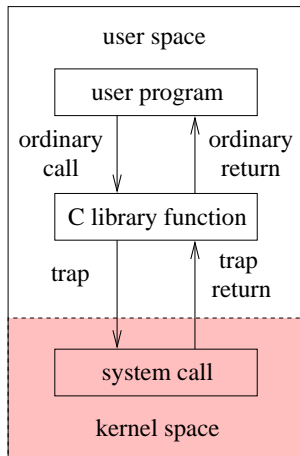 user space
user program
ordinary
call
ordinary
return
C library function
trap
trap
return
system call
kernel space